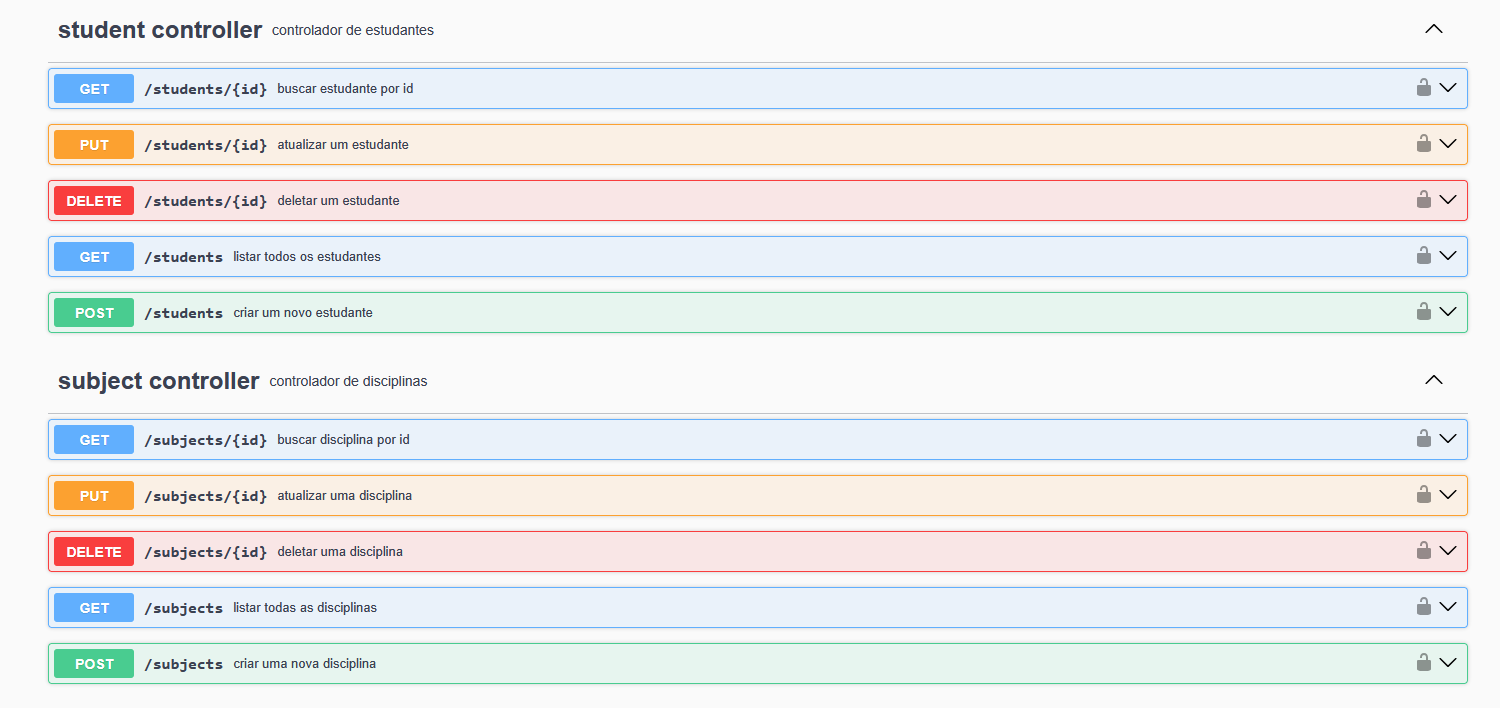 student controller controlador de estudantes
GET /students/{id} buscar estudante por id
PUT /students/{id} atualizar um estudante
DELETE /students/{id} deletar um estudante
GET /students listar todos os estudantes
POST /students criar um novo estudante
subject controller controlador de disciplinas
GET /subjects/{id} buscar disciplina por id
PUT /subjects/{id} atualizar uma disciplina
DELETE /subjects/{id} deletar uma disciplina
GET /subjects listar todas as disciplinas
POST /subjects criar uma nova disciplina